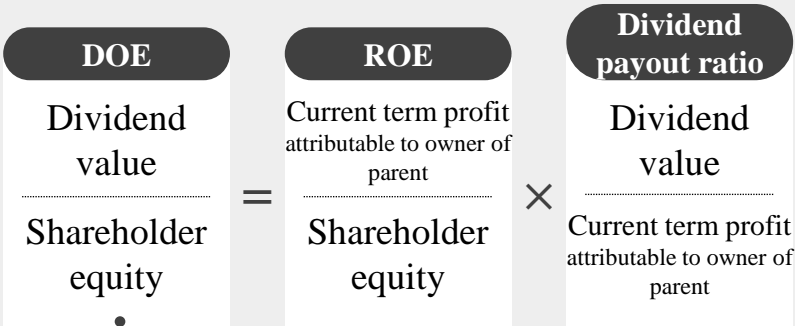 DOE
Dividend
value
Shareholder
equity
=
ROE
Current term profit
attributable to owner of
parent
Shareholder
equity
×
Dividend
payout ratio
Dividend
value
Current term profit
attributable to owner of
parent